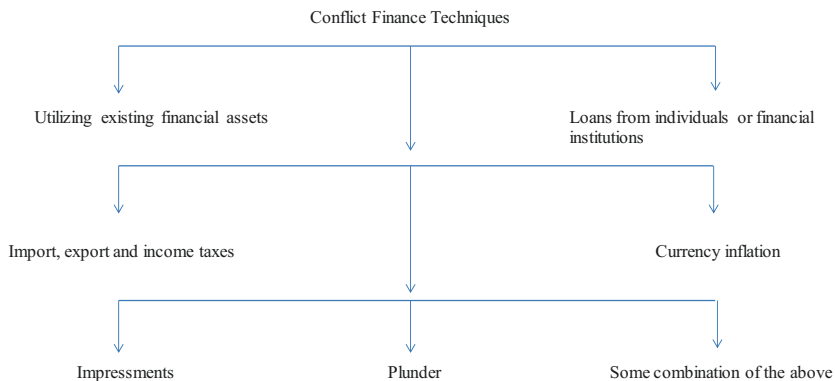 Conflict Finance Techniques
Utilizing existing financial assets
Loans from individuals or financial
institutions
Import, export and income taxes
Currency inflation
Impressments
Plunder
Some combination of the above